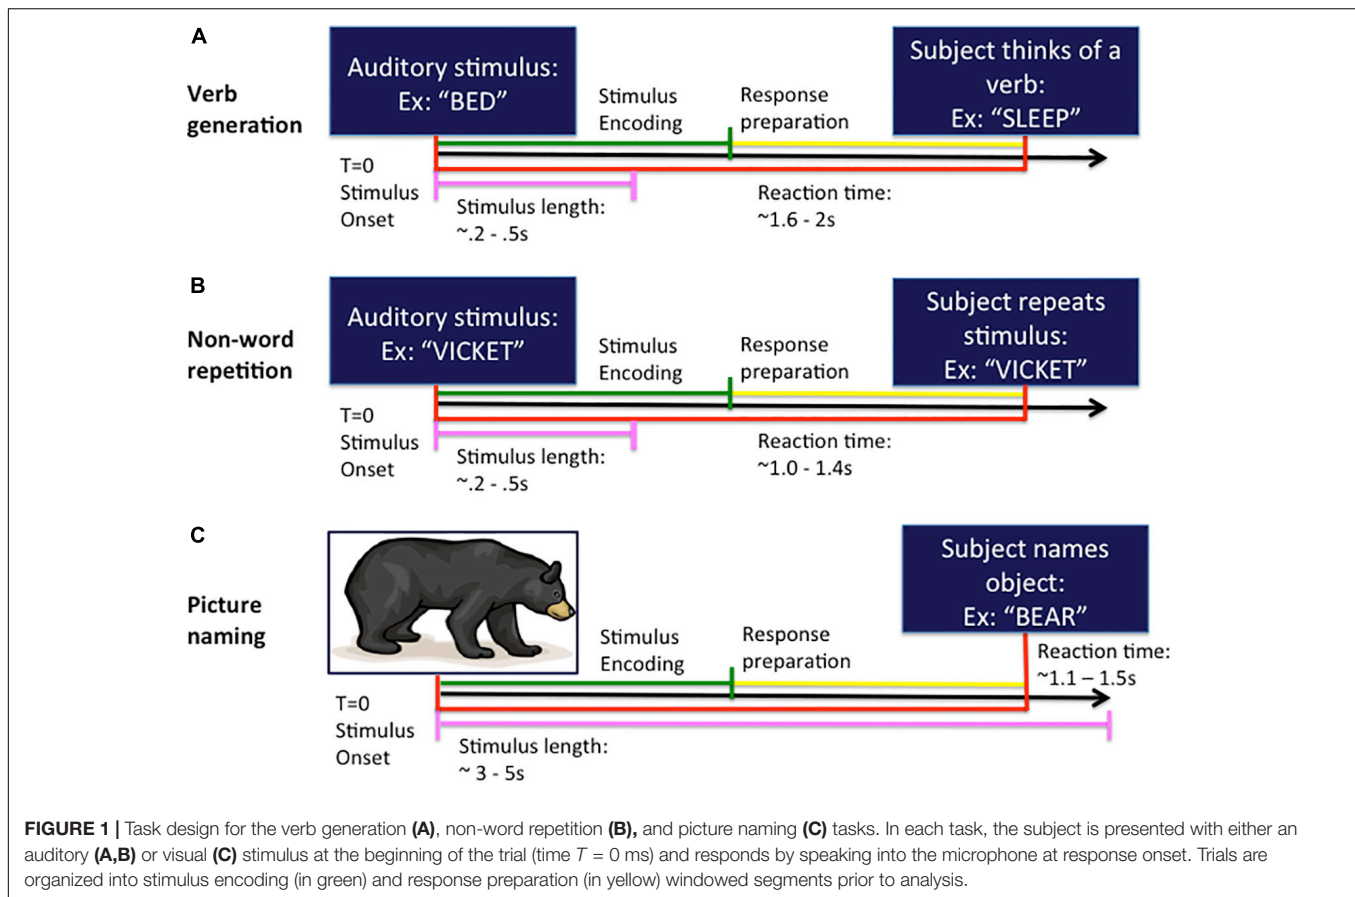 A
Verb
generation
Auditory stimulus:
Ex: “BED”
Stimulus
Encoding
Response
preparation
Subject thinks of a
verb:
Ex: “SLEEP”
T=0
Stimulus
Onset
Stimulus length:
~.2 - .5s
Reaction time:
~1.6 - 2s
B
Non-word
repetition
Auditory stimulus:
Ex: “VICKET”
Stimulus
Encoding
Response
preparation
Subject repeats
stimulus:
Ex: “VICKET”
T=0
Stimulus
Onset
Stimulus length:
~.2 - .5s
Reaction time:
~1.0 - 1.4s
C
Picture
naming
Stimulus
Encoding
Response
preparation
Subject names
object:
Ex: “BEAR”
Reaction time:
~1.1 – 1.5s
T=0
Stimulus
Onset
Stimulus length:
~ 3 - 5s
FIGURE 1 | Task design for the verb generation (A), non-word repetition (B), and picture naming (C) tasks. In each task, the subject is presented with either an
auditory (A,B) or visual (C) stimulus at the beginning of the trial (time T = 0 ms) and responds by speaking into the microphone at response onset. Trials are
organized into stimulus encoding (in green) and response preparation (in yellow) windowed segments prior to analysis.